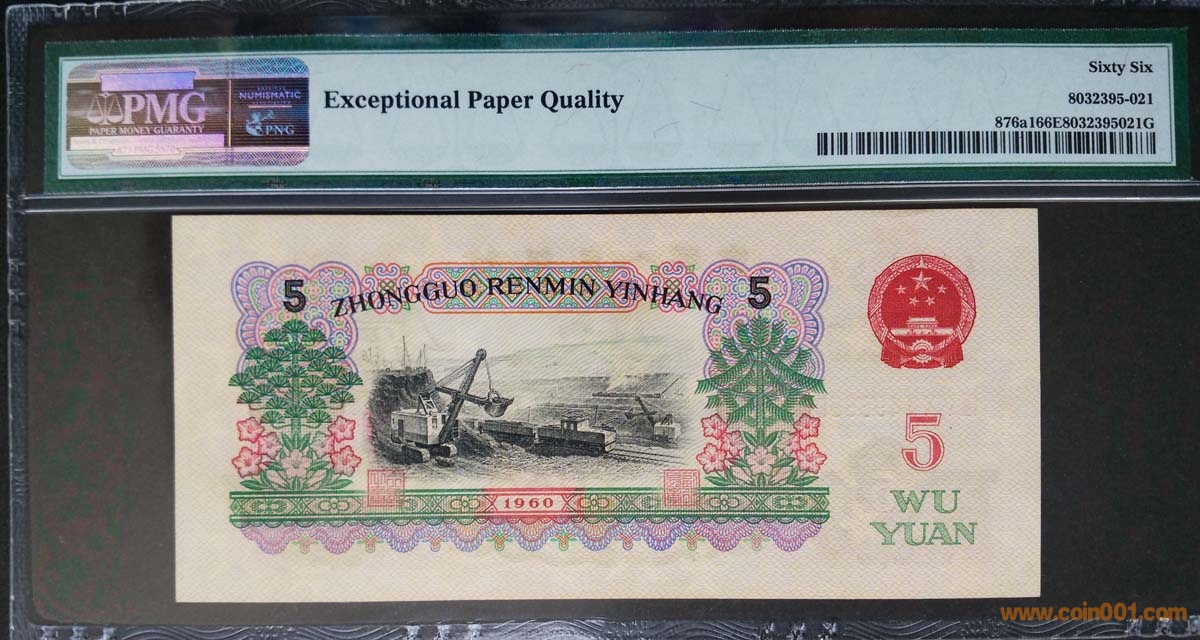 Sixty Six
PMG
PAPER MONEY GUARANTY
NUMISMATIC
PNG
Exceptional Paper Quality
8032395-021
876a166E8032395021G
5
ZHONGGUO RENMIN YINHANG
5
5
1960
WU
YUAN
www.coin001.com